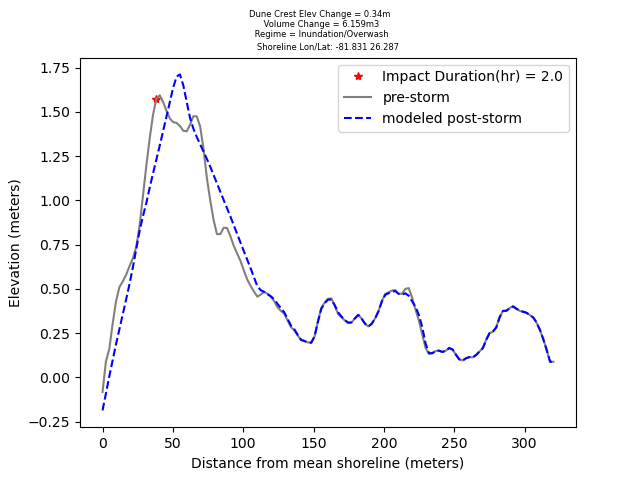 Dune Crest Elev Change = 0.34m
Volume Change = 6.159m3
Regime = Inundation/Overwash
Shoreline Lon/Lat: -81.831 26.287
Impact Duration(hr) = 2.0
pre-storm
modeled post-storm
Elevation (meters)
1.75
1.50
1.25
1.00
0.75
0.50
0.25
0.00
−0.25
0 50 100 150 200 250 300
Distance from mean shoreline (meters)